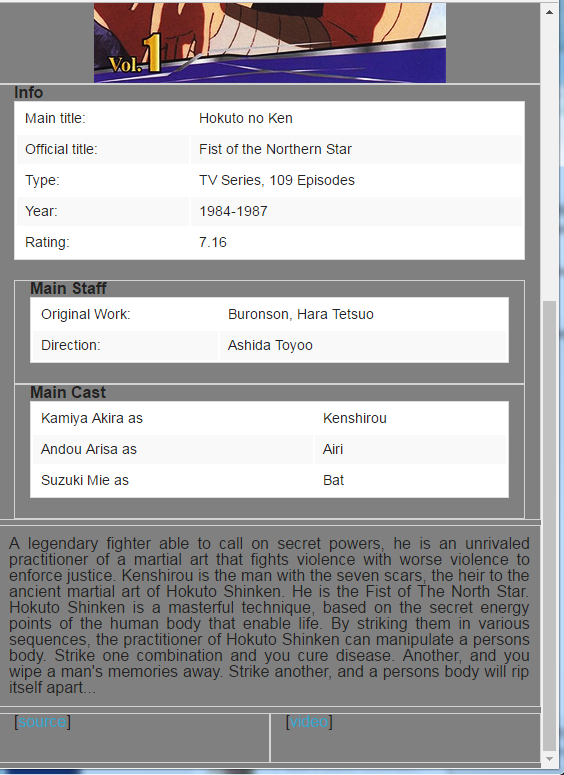 Vol.1
Info
Main title: Hokuto no Ken
Official title: Fist of the Northern Star
Type: TV Series, 109 Episodes
Year: 1984-1987
Rating: 7.16
Main Staff
Original Work: Buronson, Hara Tetsuo
Direction: Ashida Toyoo
Main Cast
Kamiya Akira as Kenshirou
Andou Arisa as Airi
Suzuki Mie as Bat
A legendary fighter able to call on secret powers, he is an unrivaled
practitioner of a martial art that fights violence with worse violence to
enforce justice. Kenshirou is the man with the seven scars, the heir to the
ancient martial art of Hokuto Shinken. He is the Fist of The North Star.
Hokuto Shinken is a masterful technique, based on the secret energy
points of the human body that enable life. By striking them in various
sequences, the practitioner of Hokuto Shinken can manipulate a persons
body. Strike one combination and you cure disease. Another, and you
wipe a man's memories away. Strike another, and a persons body will rip
itself apart...
[source] [video]